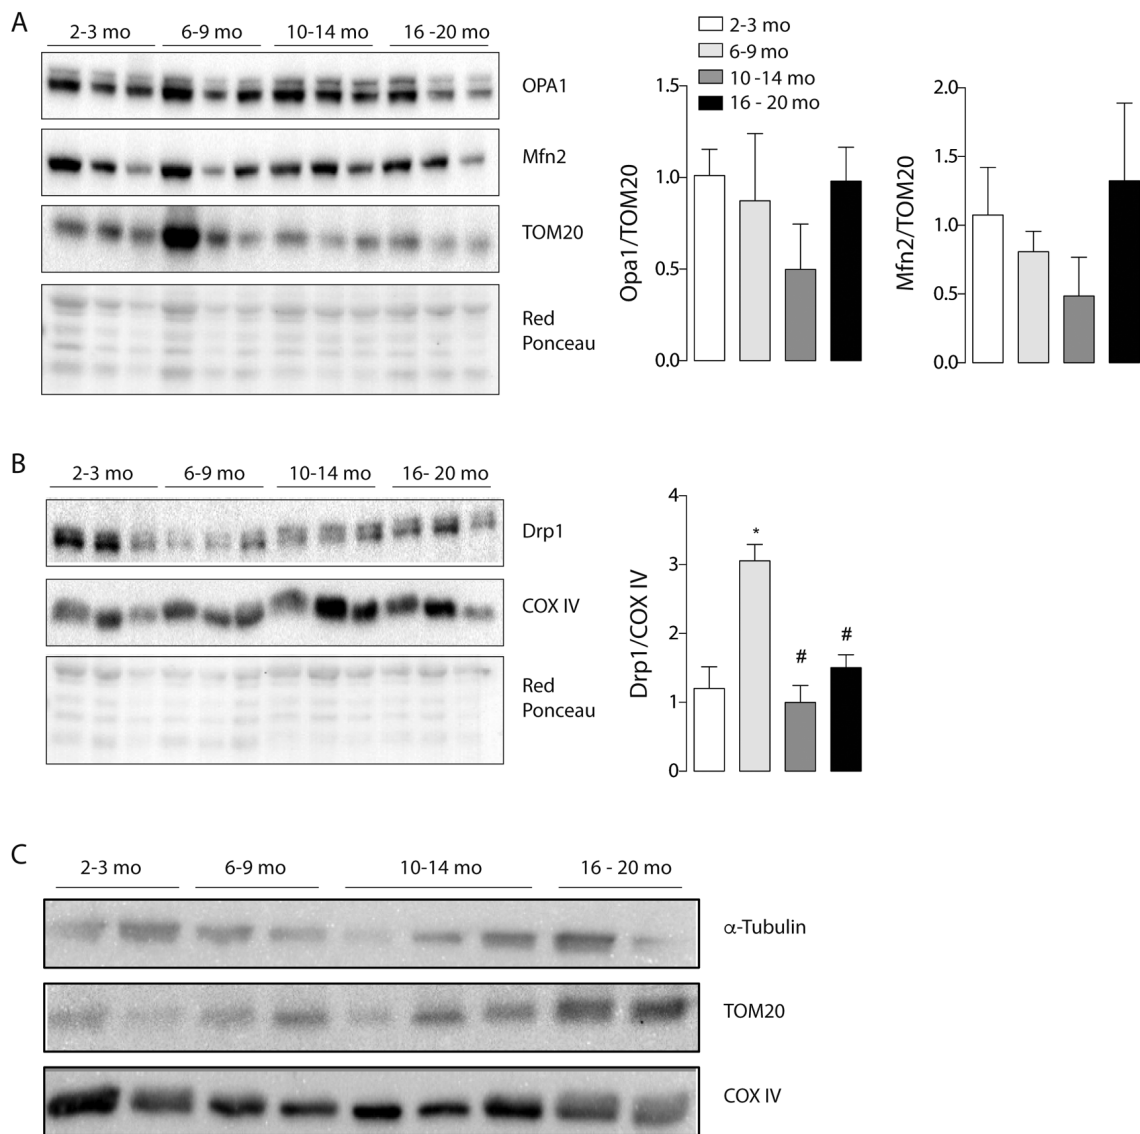 A
2-3 mo 6-9 mo 10-14 mo 16 -20 mo
OPA1
Mfn2
TOM20
Red
Ponceau
2-3 mo
6-9 mo
10 -14 mo
16 - 20 mo
Opa1/TOM20
1.5
1.0
0.5
0.0
Mfn2/TOM20
2.0
1.5
1.0
0.5
0.0
B
2-3 mo 6-9 mo 10-14 mo 16- 20 mo
Drp1
COX IV
Red
Ponceau
Drp1/COX IV
4
3
2
1
0
*
#
#
C
2-3 mo 6-9 mo 10-14 mo 16 - 20 mo
α-Tubulin
TOM20
COX IV